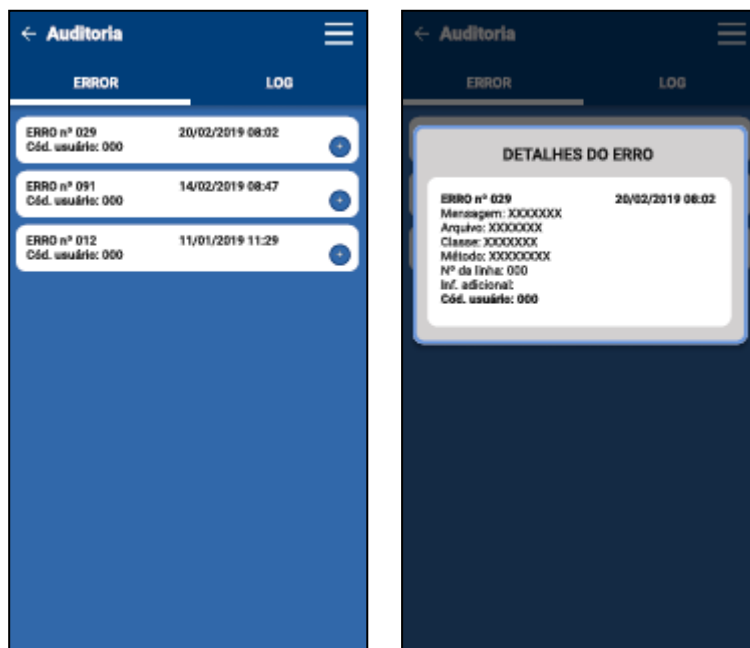 ← Auditoria
ERROR LOG
ERRO nº 029 20/02/2019 08:02
Cód. usuário: 000
ERRO nº 091 14/02/2019 08:47
Cód. usuário: 000
ERRO nº 012 11/01/2019 11:29
Cód. usuário: 000
← Auditoria
ERROR LOG
DETALHES DO ERRO
ERRO nº 029 20/02/2019 08:02
Mensagem: XXXXXXX
Arquivo: XXXXXXX
Classe: XXXXXXX
Método: XXXXXXXX
Nº da linha: 000
Inf. adicional:
Cód. usuário: 000